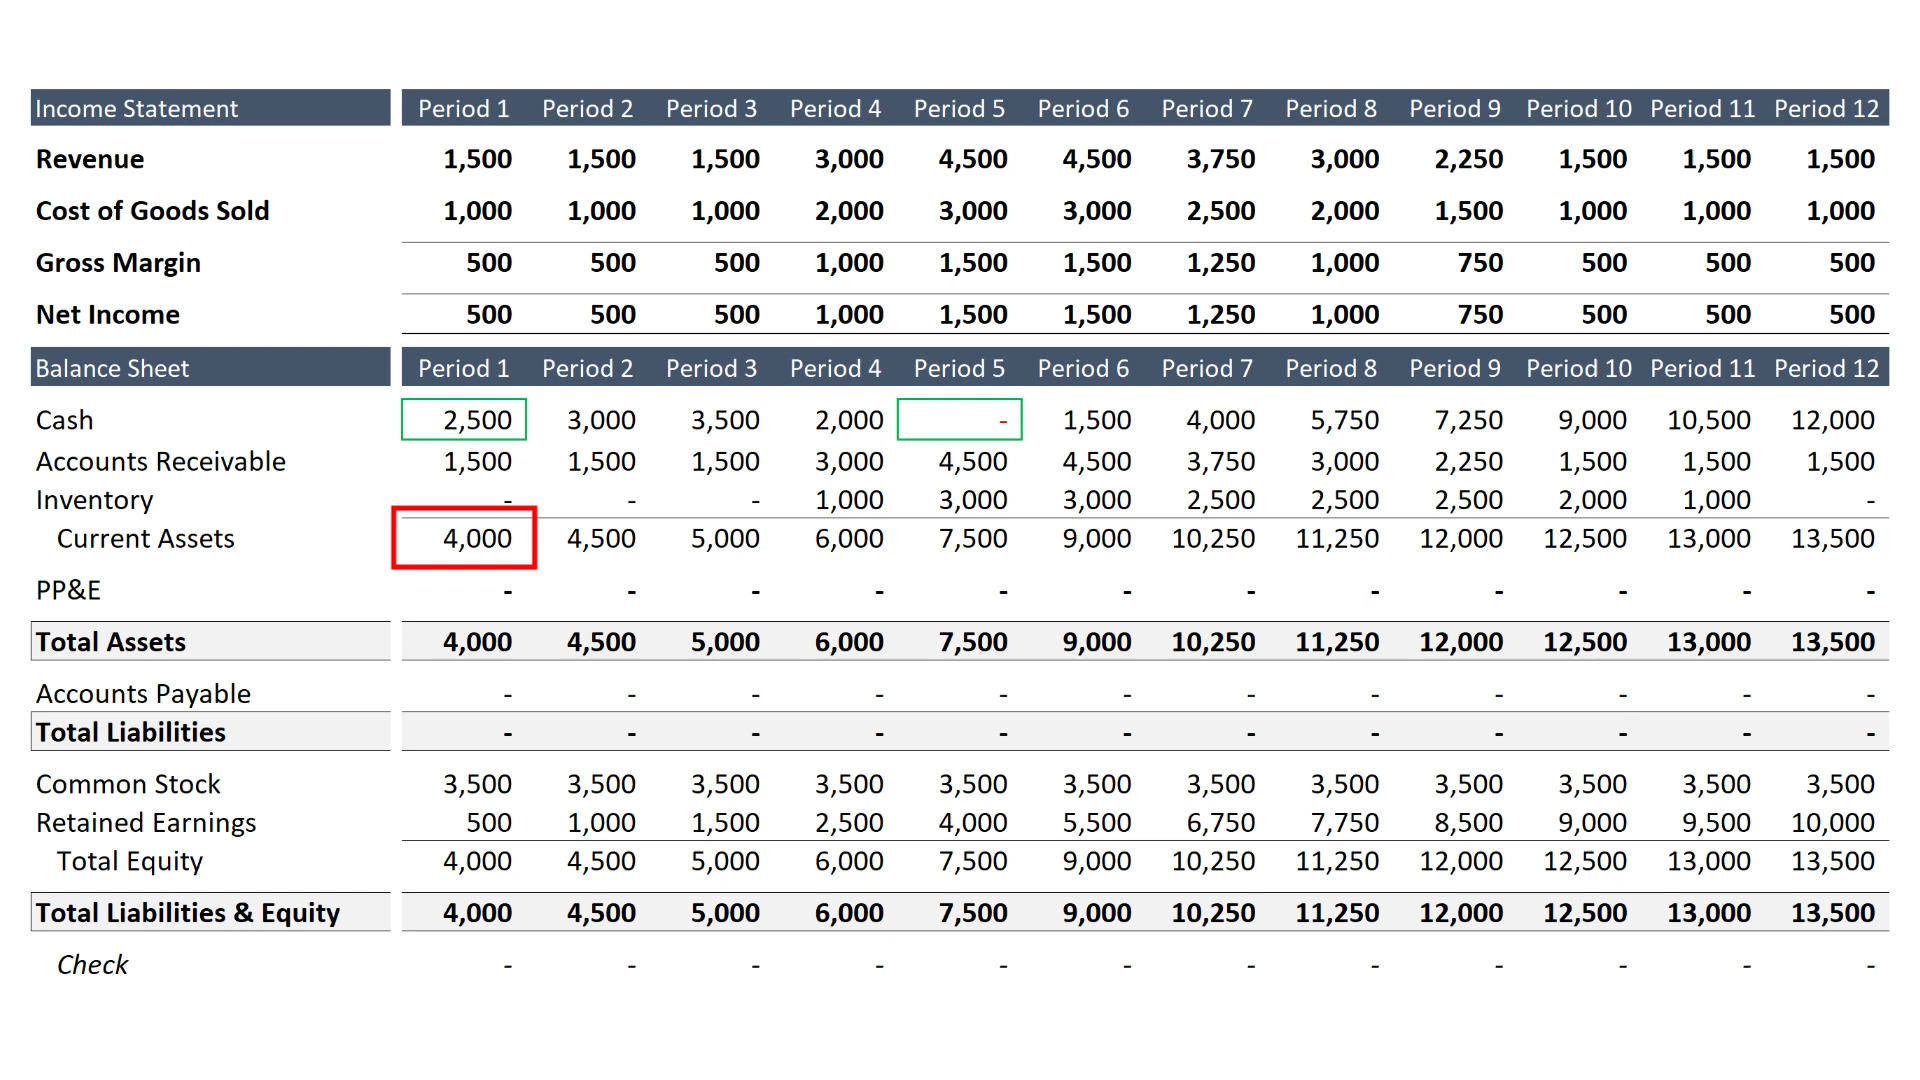 Income Statement Period 1 Period 2 Period 3 Period 4 Period 5 Period 6 Period 7 Period 8 Period 9 Period 10 Period 11 Period 12
Revenue 1,500 1,500 1,500 3,000 4,500 4,500 3,750 3,000 2,250 1,500 1,500 1,500
Cost of Goods Sold 1,000 1,000 1,000 2,000 3,000 3,000 2,500 2,000 1,500 1,000 1,000 1,000
Gross Margin 500 500 500 1,000 1,500 1,500 1,250 1,000 750 500 500 500
Net Income 500 500 500 1,000 1,500 1,500 1,250 1,000 750 500 500 500
Balance Sheet Period 1 Period 2 Period 3 Period 4 Period 5 Period 6 Period 7 Period 8 Period 9 Period 10 Period 11 Period 12
Cash 2,500 3,000 3,500 2,000 - 1,500 4,000 5,750 7,250 9,000 10,500 12,000
Accounts Receivable 1,500 1,500 1,500 3,000 4,500 4,500 3,750 3,000 2,250 1,500 1,500 1,500
Inventory - - - 1,000 3,000 3,000 2,500 2,500 2,500 2,000 1,000 -
Current Assets 4,000 4,500 5,000 6,000 7,500 9,000 10,250 11,250 12,000 12,500 13,000 13,500
PP&E - - - - - - - - - - - -
Total Assets 4,000 4,500 5,000 6,000 7,500 9,000 10,250 11,250 12,000 12,500 13,000 13,500
Accounts Payable - - - - - - - - - - - -
Total Liabilities - - - - - - - - - - - -
Common Stock 3,500 3,500 3,500 3,500 3,500 3,500 3,500 3,500 3,500 3,500 3,500 3,500
Retained Earnings 500 1,000 1,500 2,500 4,000 5,500 6,750 7,750 8,500 9,000 9,500 10,000
Total Equity 4,000 4,500 5,000 6,000 7,500 9,000 10,250 11,250 12,000 12,500 13,000 13,500
Total Liabilities & Equity 4,000 4,500 5,000 6,000 7,500 9,000 10,250 11,250 12,000 12,500 13,000 13,500
Check - - - - - - - - - - - -